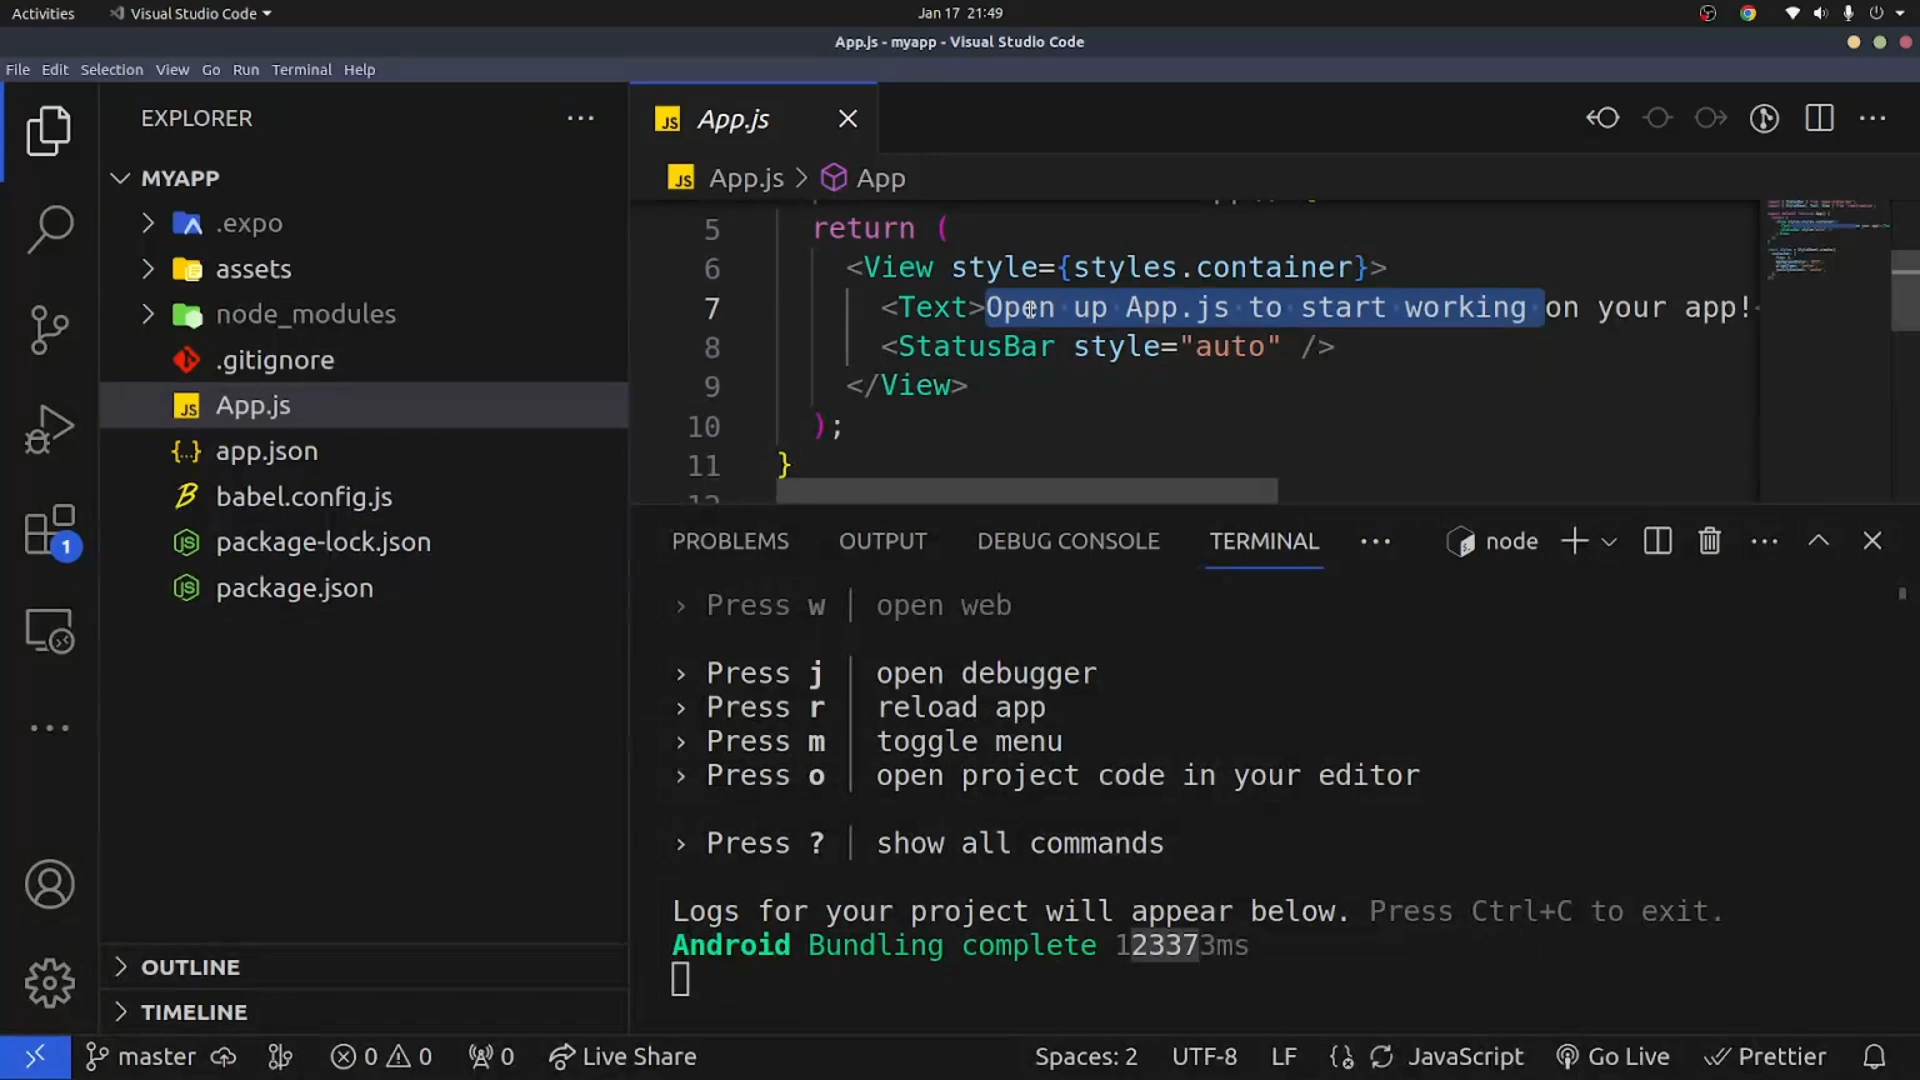 Activities
Visual Studio Code
Jan 17 21:49
App.js - myapp - Visual Studio Code
File Edit Selection View Go Run Terminal Help
EXPLORER
MYAPP
.expo
assets
node_modules
.gitignore
JS App.js
{..} app.json
babel.config.js
JS package-lock.json
JS package.json
OUTLINE
TIMELINE
1
JS App.js
JS App.js > App
5 return (
6 <View style={styles.container}>
7 <Text>Open up App.js to start working on your app!
8 <StatusBar style="auto" />
9 </View>
10 );
11 }
12
PROBLEMS OUTPUT DEBUG CONSOLE TERMINAL
node
› Press w │ open web
› Press j │ open debugger
› Press r │ reload app
› Press m │ toggle menu
› Press o │ open project code in your editor
› Press ? │ show all commands
Logs for your project will appear below. Press Ctrl+C to exit.
Android Bundling complete 123373ms
master 0 0 0 Live Share Spaces: 2 UTF-8 LF JavaScript Go Live Prettier